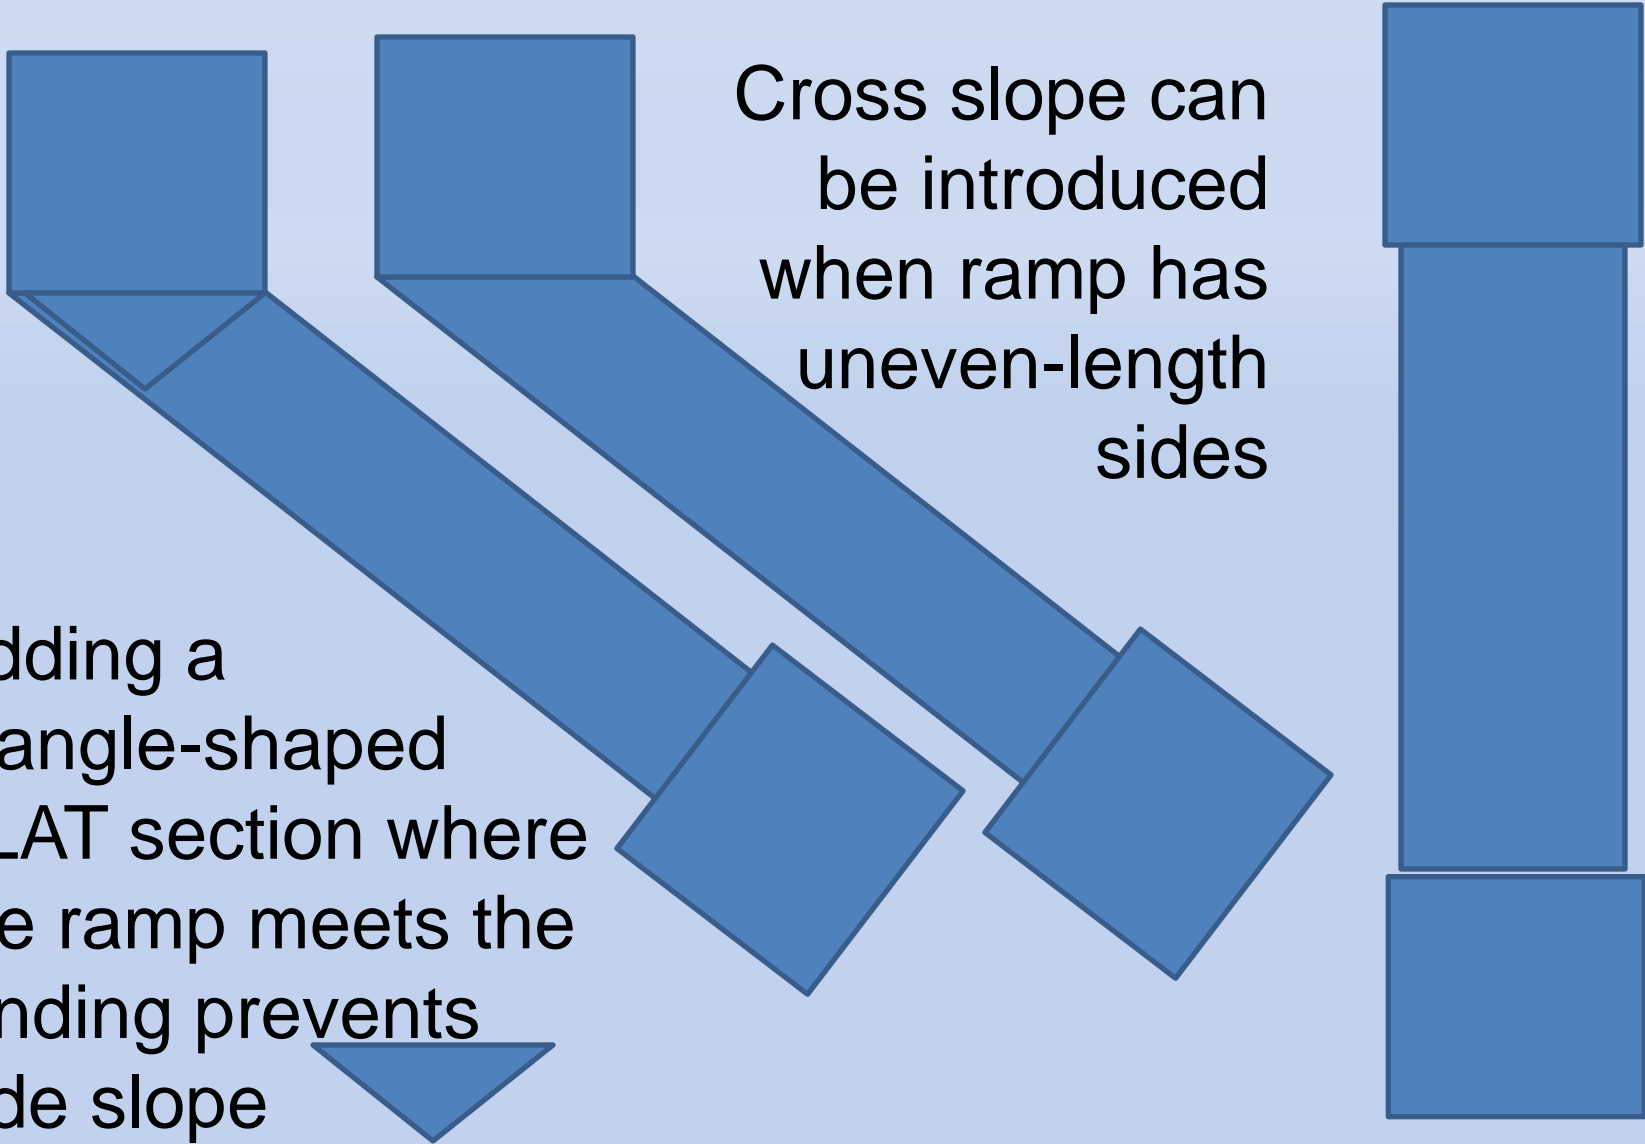 Cross slope can
be introduced
when ramp has
uneven-length
sides
dding a
angle-shaped
LAT section where
e ramp meets the
nding prevents
de slope